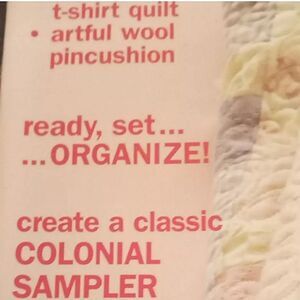 t-shirt quilt
• artful wool
pincushion
ready, set...
...ORGANIZE!
create a classic
COLONIAL
SAMPLER